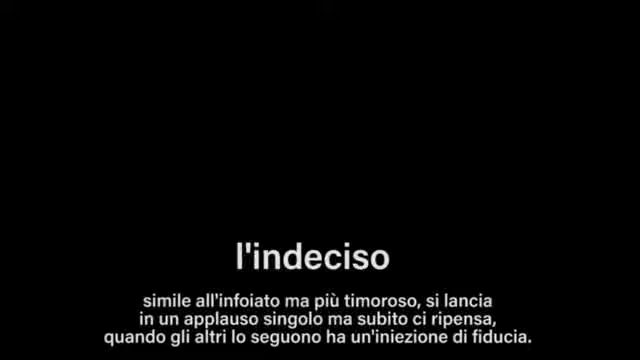 l'indeciso
simile all'infoiato ma più timoroso, si lancia
in un applauso singolo ma subito ci ripensa,
quando gli altri lo seguono ha un'iniezione di fiducia.